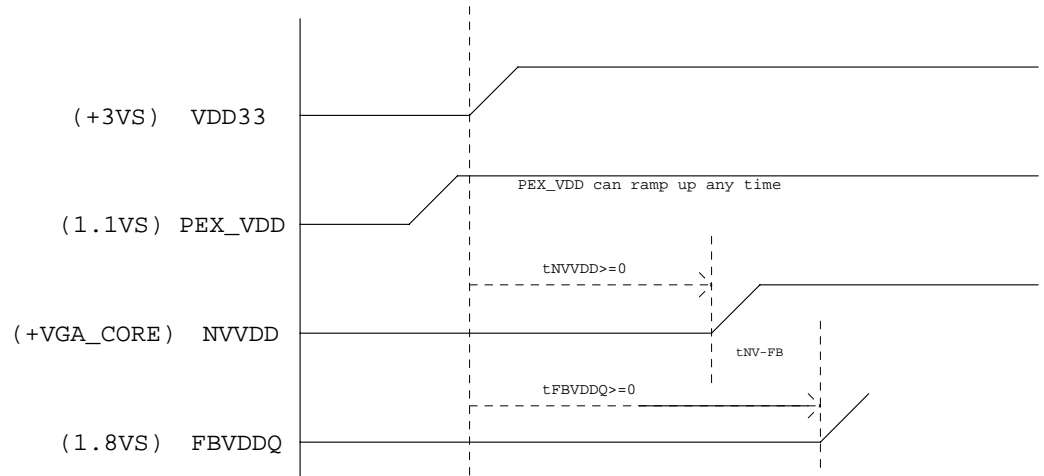 (+3VS) VDD33
PEX_VDD can ramp up any time
(1.1VS) PEX_VDD
tNVVDD>=0
(+VGA_CORE) NVVDD
tNV-FB
tFBVDDQ>=0
(1.8VS) FBVDDQ